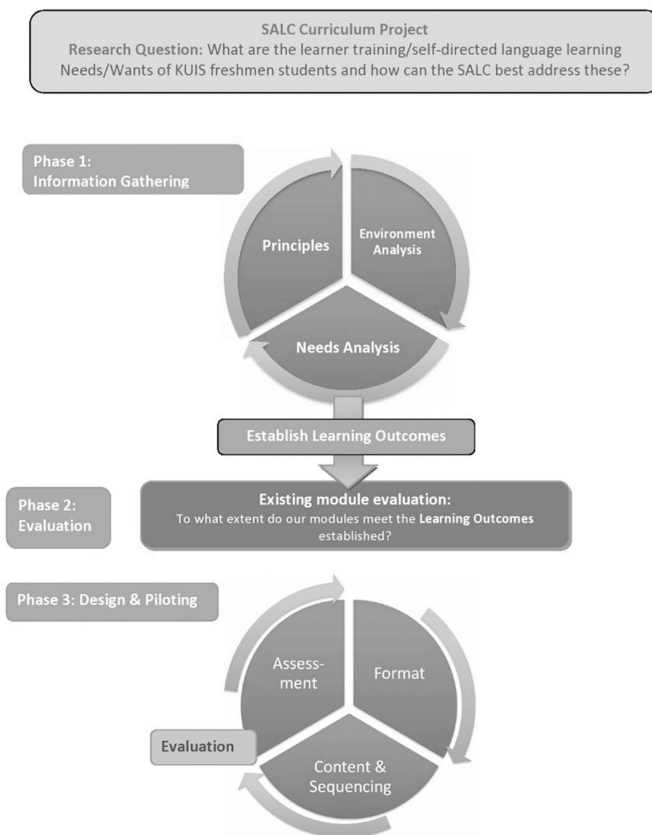 SALC Curriculum Project
Research Question: What are the learner training/self-directed language learning
Needs/Wants of KUIS freshmen students and how can the SALC best address these?
Phase 1:
Information Gathering
Principles
Environment
Analysis
Needs Analysis
Establish Learning Outcomes
Phase 2:
Evaluation
Existing module evaluation:
To what extent do our modules meet the Learning Outcomes
established?
Phase 3: Design & Piloting
Assess-
ment
Format
Evaluation
Content &
Sequencing